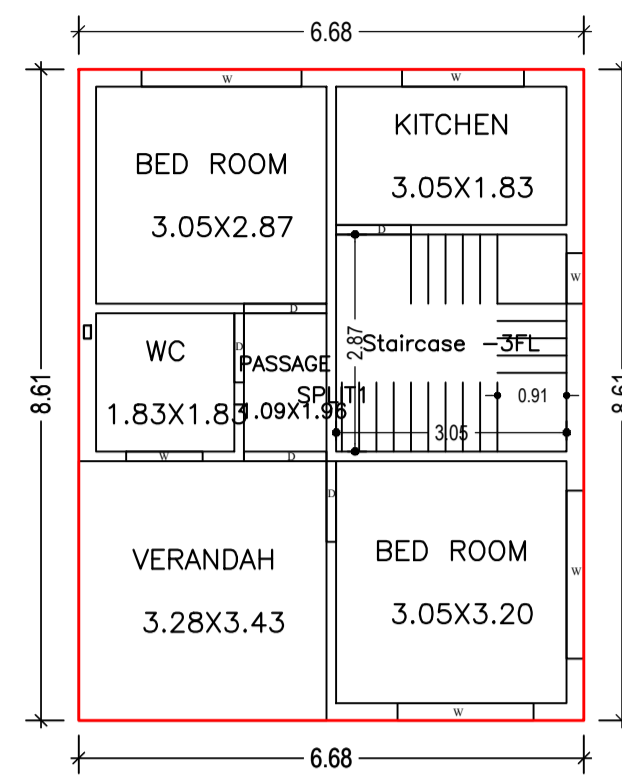 6.68
W
W
BED ROOM
3.05X2.87
KITCHEN
3.05X1.83
D
W
D
WC
1.83X1.83
D
PASSAGE
1.09X1.96
SPLIT1
2.87
Staircase -3FL
0.91
3.05
8.61
8.61
W
D
D
VERANDAH
3.28X3.43
BED ROOM
3.05X3.20
W
W
6.68